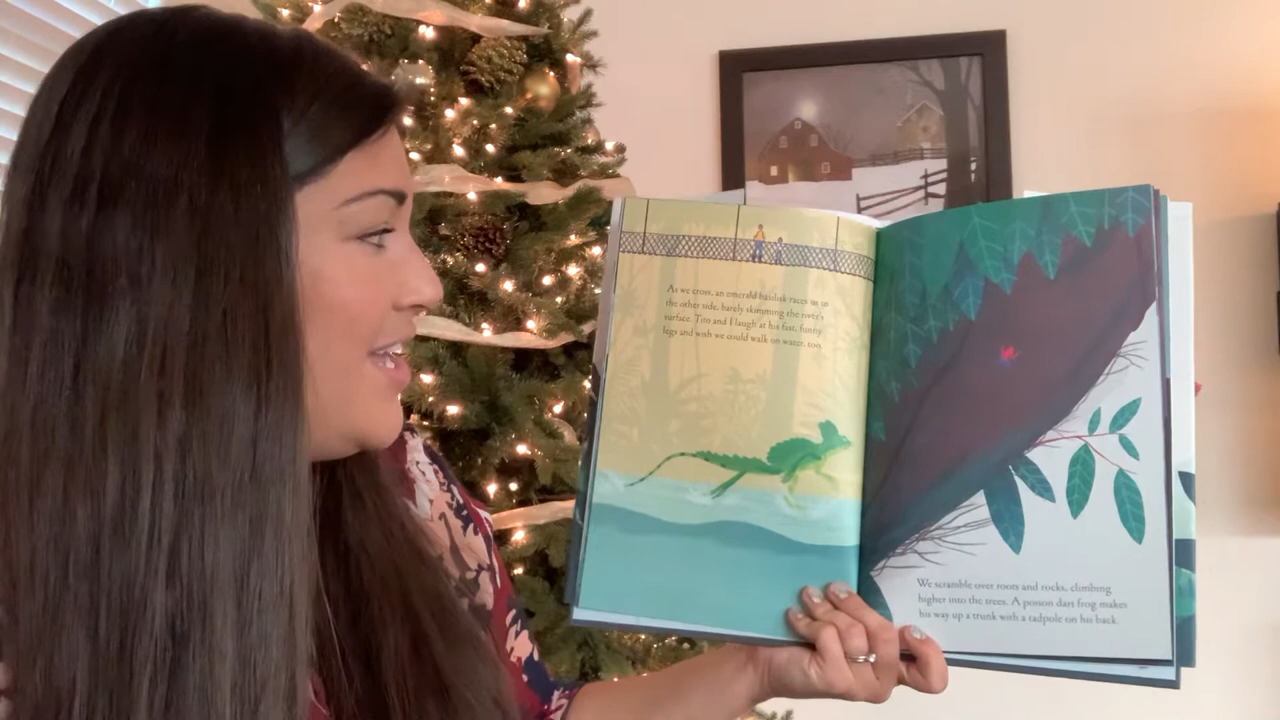 As we cross, an emerald basilisk races us to
the other side, barely skimming the river's
surface. Tito and I laugh at his fast, funny
legs and wish we could walk on water, too.
We scramble over roots and rocks, climbing
higher into the trees. A poison dart frog makes
his way up a trunk with a tadpole on his back.